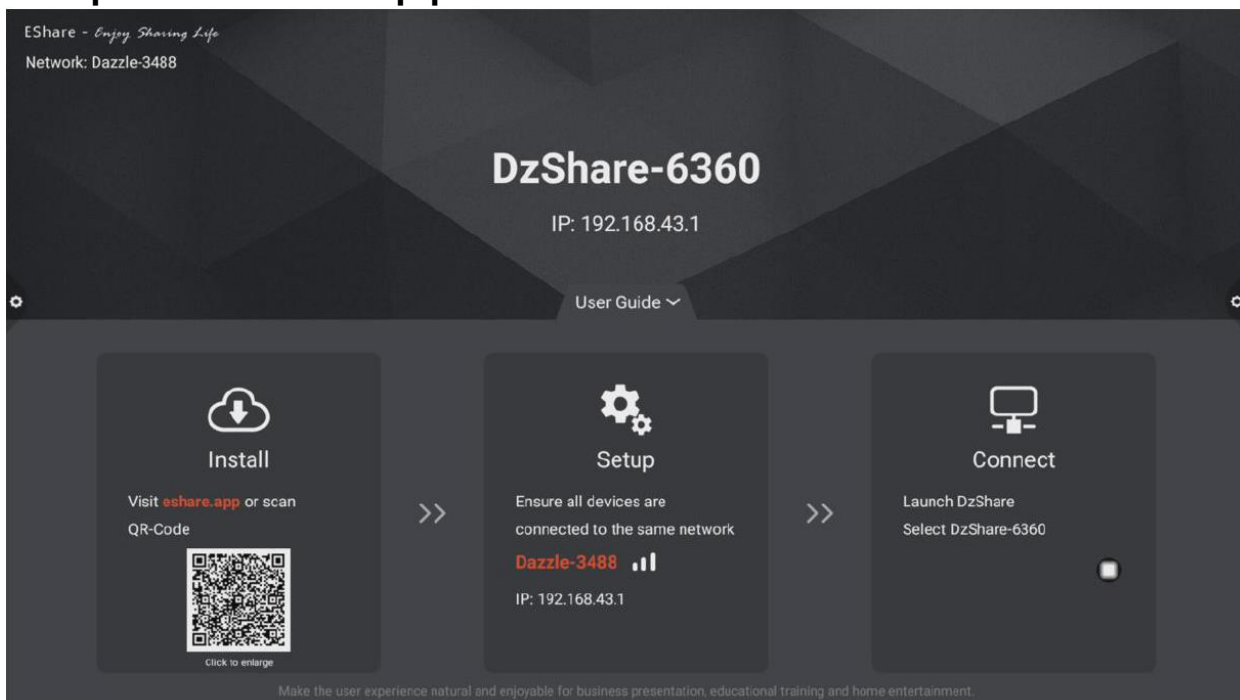 EShare - Enjoy Sharing Life
Network: Dazzle-3488
DzShare-6360
IP: 192.168.43.1
User Guide
Install
Visit eshare.app or scan
QR-Code
Click to enlarge
Setup
Ensure all devices are
connected to the same network
Dazzle-3488
IP: 192.168.43.1
Connect
Launch DzShare
Select DzShare-6360
Make the user experience natural and enjoyable for business presentation, educational training and home entertainment.